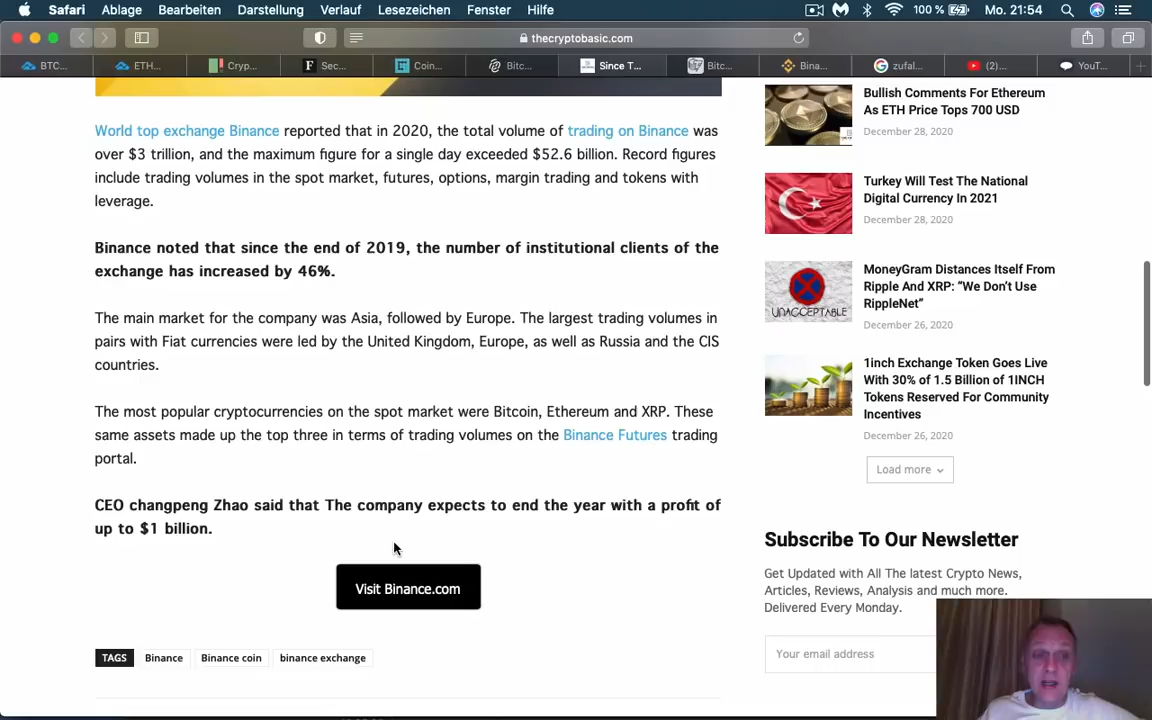 Safari Ablage Bearbeiten Darstellung Verlauf Lesezeichen Fenster Hilfe 100 % Mo. 21:54
thecryptobasic.com
BTC... ETH... Cryp... Sec... Coin... Bitc... Since T... Bitc... Bina... zufal... (2)... YouT...
World top exchange Binance reported that in 2020, the total volume of trading on Binance was
over $3 trillion, and the maximum figure for a single day exceeded $52.6 billion. Record figures
include trading volumes in the spot market, futures, options, margin trading and tokens with
leverage.
Binance noted that since the end of 2019, the number of institutional clients of the
exchange has increased by 46%.
The main market for the company was Asia, followed by Europe. The largest trading volumes in
pairs with Fiat currencies were led by the United Kingdom, Europe, as well as Russia and the CIS
countries.
The most popular cryptocurrencies on the spot market were Bitcoin, Ethereum and XRP. These
same assets made up the top three in terms of trading volumes on the Binance Futures trading
portal.
CEO changpeng Zhao said that The company expects to end the year with a profit of
up to $1 billion.
Visit Binance.com
TAGS Binance Binance coin binance exchange
Bullish Comments For Ethereum
As ETH Price Tops 700 USD
December 28, 2020
Turkey Will Test The National
Digital Currency In 2021
December 28, 2020
UNACCEPTABLE
MoneyGram Distances Itself From
Ripple And XRP: “We Don’t Use
RippleNet”
December 26, 2020
1inch Exchange Token Goes Live
With 30% of 1.5 Billion of 1INCH
Tokens Reserved For Community
Incentives
December 26, 2020
Load more
Subscribe To Our Newsletter
Get Updated with All The latest Crypto News,
Articles, Reviews, Analysis and much more.
Delivered Every Monday.
Your email address